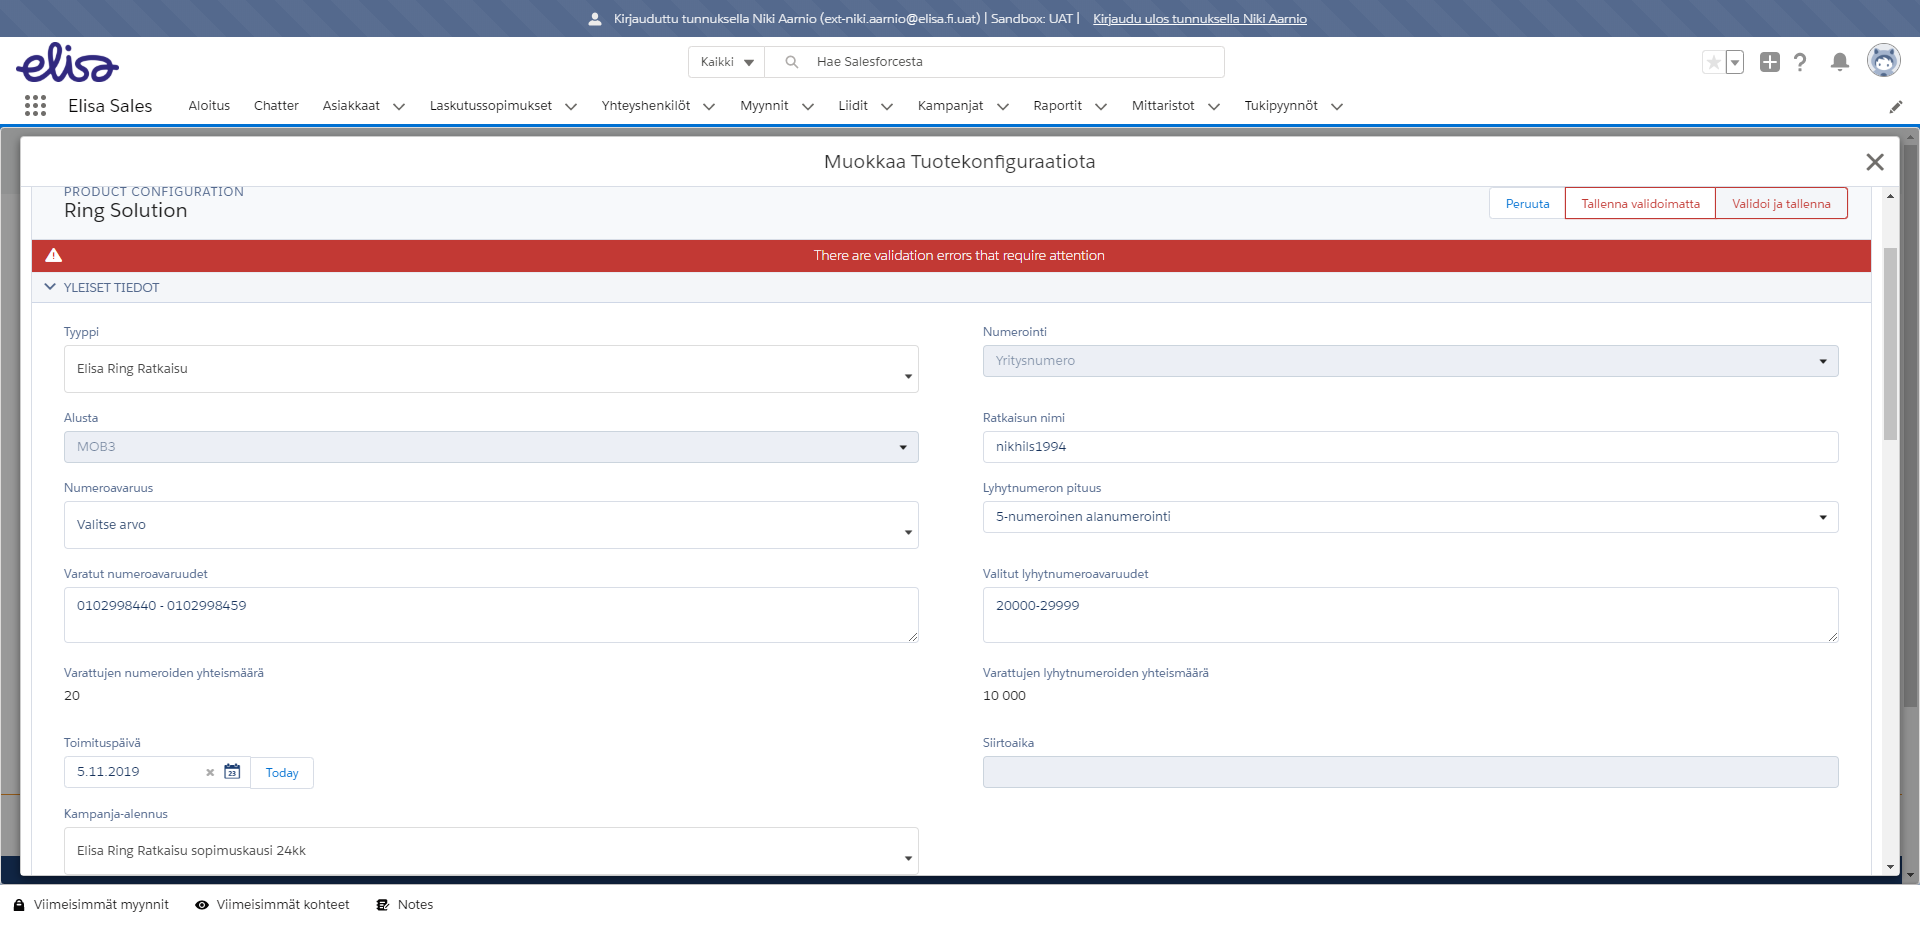 Kirjauduttu tunnuksella Niki Aarnio (ext-niki.aarnio@elisa.fi.uat) | Sandbox: UAT | Kirjaudu ulos tunnuksella Niki Aarnio
elisa
Kaikki
Hae Salesforcesta
Elisa Sales
Aloitus
Chatter
Asiakkaat
Laskutussopimukset
Yhteyshenkilöt
Myynnit
Liidit
Kampanjat
Raportit
Mittaristot
Tukipyynnöt
Muokkaa Tuotekonfiguraatiota
PRODUCT CONFIGURATION
Ring Solution
Peruuta
Tallenna validoimatta
Validoi ja tallenna
There are validation errors that require attention
YLEISET TIEDOT
Tyyppi
Elisa Ring Ratkaisu
Numerointi
Yritysnumero
Alusta
MOB3
Ratkaisun nimi
nikhils1994
Numeroavaruus
Valitse arvo
Lyhytnumeron pituus
5-numeroinen alanumerointi
Varatut numeroavaruudet
0102998440 - 0102998459
Valitut lyhytnumeroavaruudet
20000-29999
Varattujen numeroiden yhteismäärä
20
Varattujen lyhytnumeroiden yhteismäärä
10 000
Toimituspäivä
5.11.2019
23
Today
Siirtoaika
Kampanja-alennus
Elisa Ring Ratkaisu sopimuskausi 24kk
Viimeisimmät myynnit
Viimeisimmät kohteet
Notes